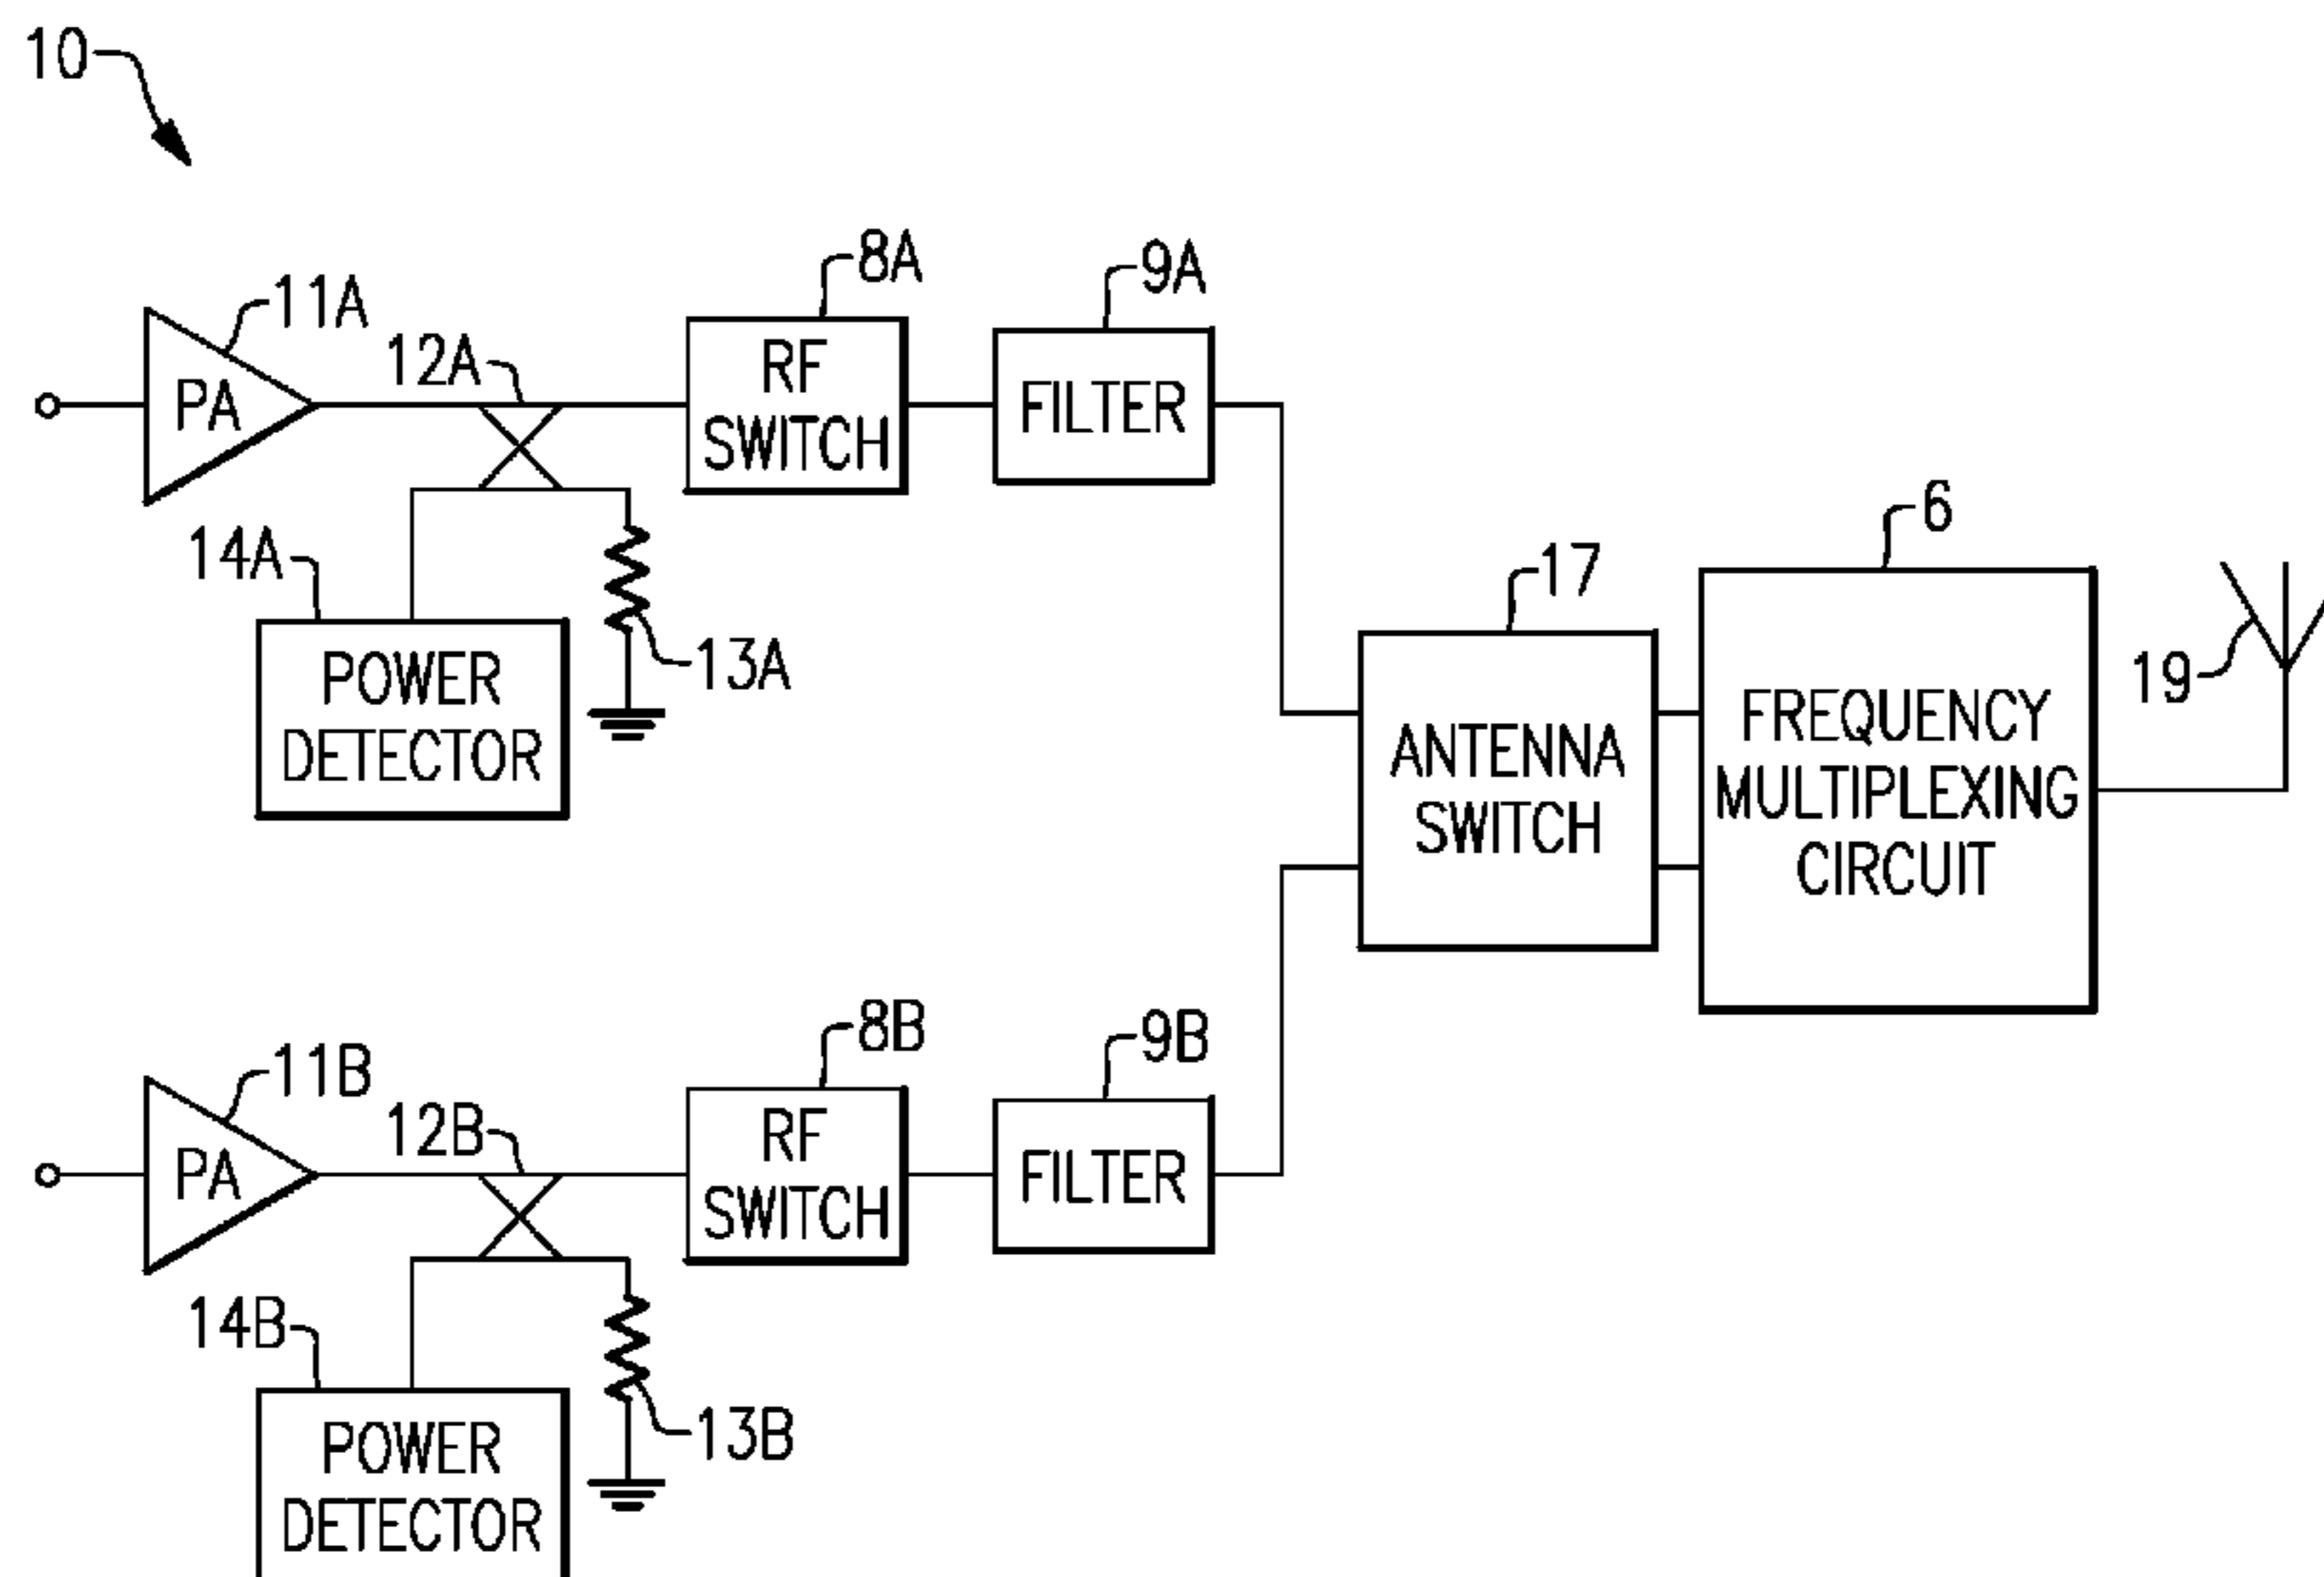 10
8A
9A
11A
12A
RF
SWITCH
FILTER
PA
14A
13A
POWER
DETECTOR
17
6
19
ANTENNA
SWITCH
FREQUENCY
MULTIPLEXING
CIRCUIT
8B
9B
11B
12B
RF
SWITCH
FILTER
PA
14B
13B
POWER
DETECTOR